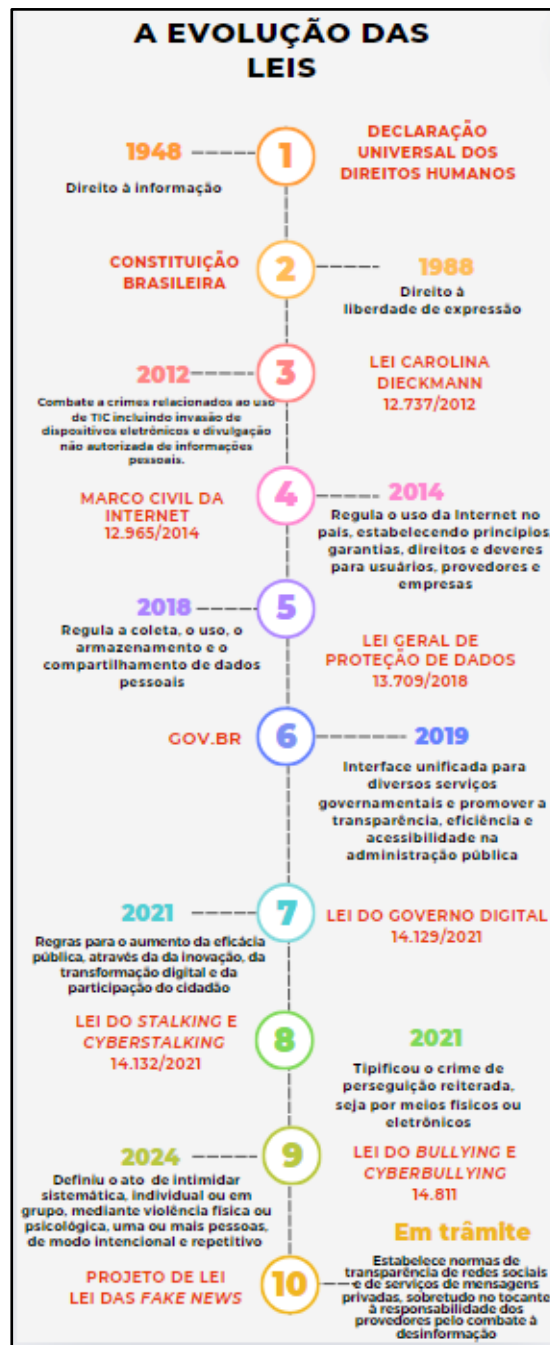 A EVOLUÇÃO DAS
LEIS
1948
Direito à informação
1
DECLARAÇÃO
UNIVERSAL DOS
DIREITOS HUMANOS
CONSTITUIÇÃO
BRASILEIRA
2
1988
Direito à
liberdade de expressão
2012
Combate a crimes relacionados ao uso
de TIC incluindo invasão de
dispositivos eletrônicos e divulgação
não autorizada de informações
pessoais.
3
LEI CAROLINA
DIECKMANN
12.737/2012
MARCO CIVIL DA
INTERNET
12.965/2014
4
2014
Regula o uso da Internet no
país, estabelecendo princípios
garantias, direitos e deveres
para usuários, provedores e
empresas
2018
Regula a coleta, o uso, o
armazenamento e o
compartilhamento de dados
pessoais
5
LEI GERAL DE
PROTEÇÃO DE DADOS
13.709/2018
GOV.BR
6
2019
Interface unificada para
diversos serviços
governamentais e promover a
transparência, eficiência e
acessibilidade na
administração pública
2021
Regras para o aumento da eficácia
pública, através da da inovação, da
transformação digital e da
participação do cidadão
7
LEI DO GOVERNO DIGITAL
14.129/2021
LEI DO STALKING E
CYBERSTALKING
14.132/2021
8
2021
Tipificou o crime de
perseguição reiterada,
seja por meios físicos ou
eletrônicos
2024
Definiu o ato de intimidar
sistemática, individual ou em
grupo, mediante violência física ou
psicológica, uma ou mais pessoas,
de modo intencional e repetitivo
9
LEI DO BULLYING E
CYBERBULLYING
14.811
PROJETO DE LEI
LEI DAS FAKE NEWS
10
Em trâmite
Estabelece normas de
transparência de redes sociais
e de serviços de mensagens
privadas, sobretudo no tocante
à responsabilidade dos
provedores pelo combate à
desinformação